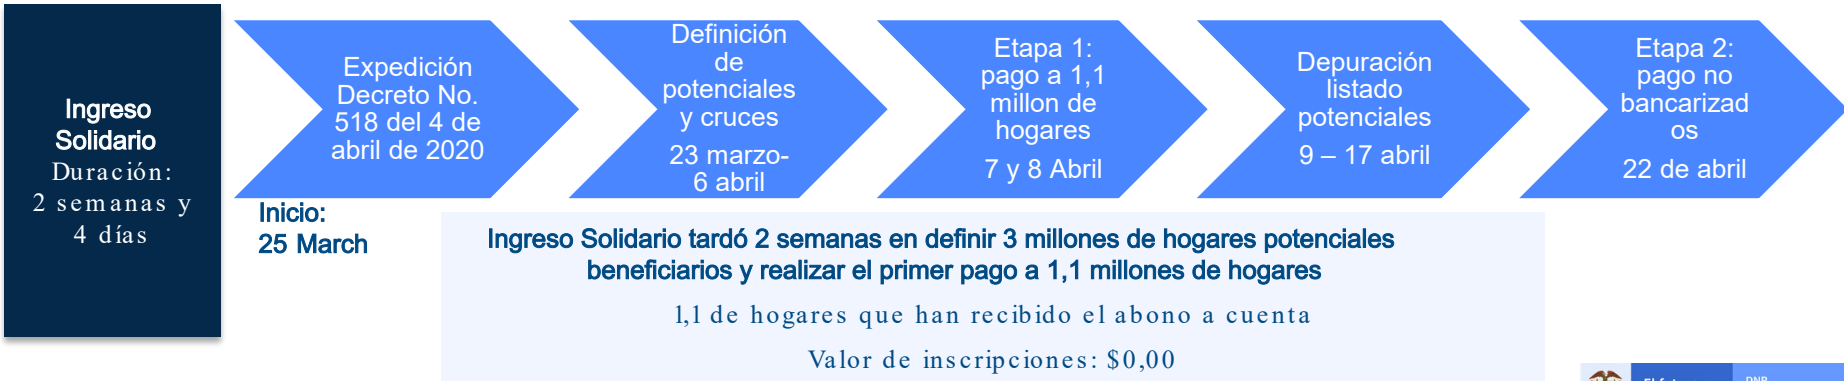 Ingreso
Solidario
Duración:
2 semanas y
4 días
Expedición
Decreto No.
518 del 4 de
abril de 2020
Definición
de
potenciales
y cruces
23 marzo-
6 abril
Etapa 1:
pago a 1,1
millon de
hogares
7 y 8 Abril
Depuración
listado
potenciales
9 – 17 abril
Etapa 2:
pago no
bancarizad
os
22 de abril
Inicio:
25 March
Ingreso Solidario tardó 2 semanas en definir 3 millones de hogares potenciales
beneficiarios y realizar el primer pago a 1,1 millones de hogares
1,1 de hogares que han recibido el abono a cuenta
Valor de inscripciones: $0,00